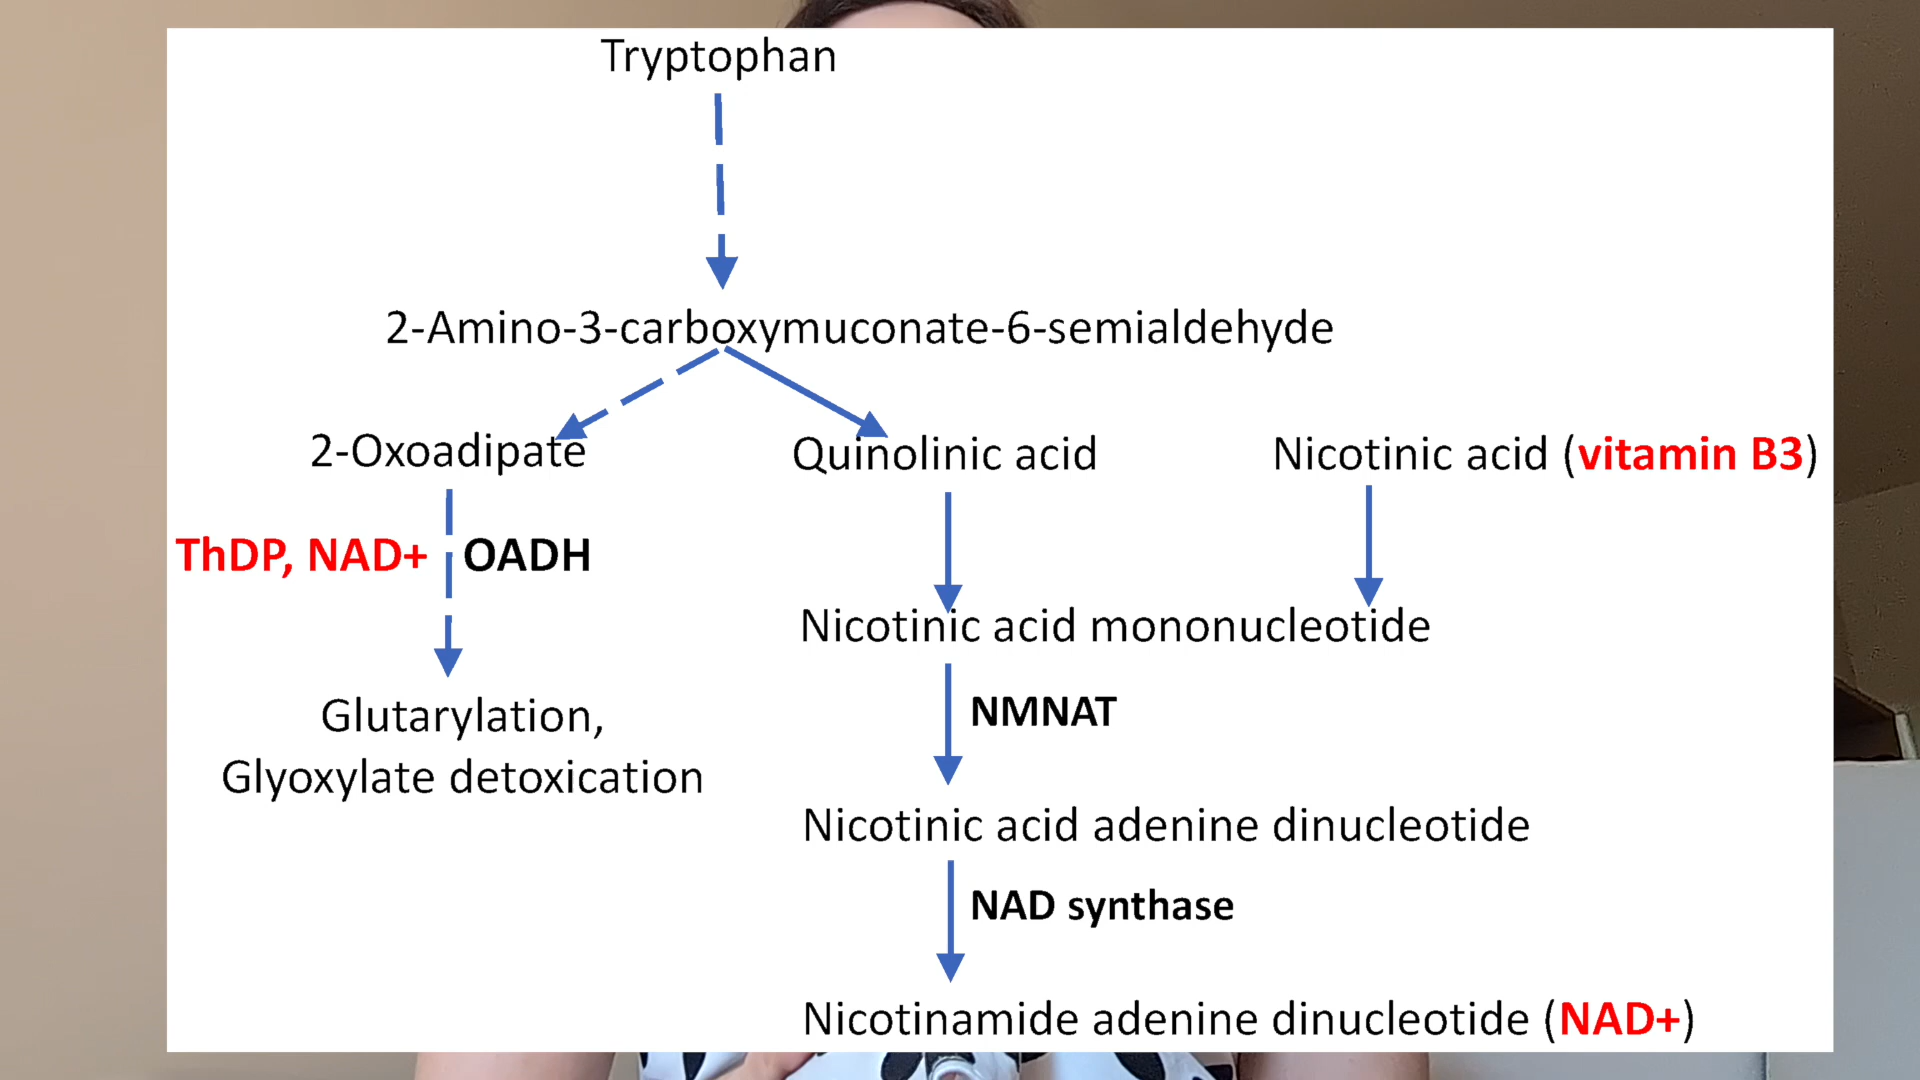 Tryptophan
2-Amino-3-carboxymuconate-6-semialdehyde
2-Oxoadipate
Quinolinic acid
Nicotinic acid (vitamin B3)
ThDP, NAD+
OADH
Nicotinic acid mononucleotide
Glutarylation,
Glyoxylate detoxication
NMNAT
Nicotinic acid adenine dinucleotide
NAD synthase
Nicotinamide adenine dinucleotide (NAD+)